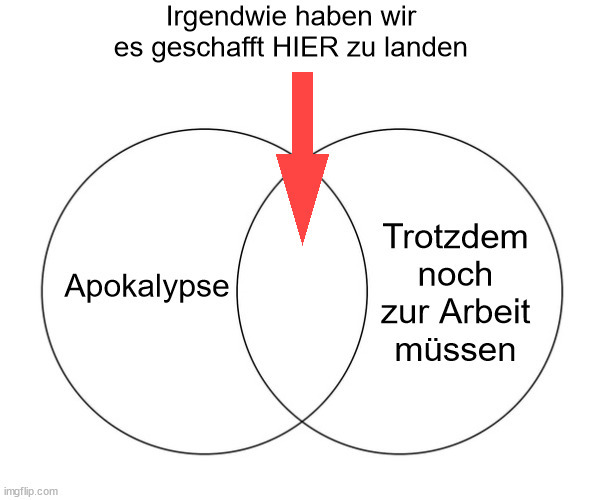 Irgendwie haben wir
es geschafft HIER zu landen
Apokalypse
Trotzdem
noch
zur Arbeit
müssen
imgflip.com